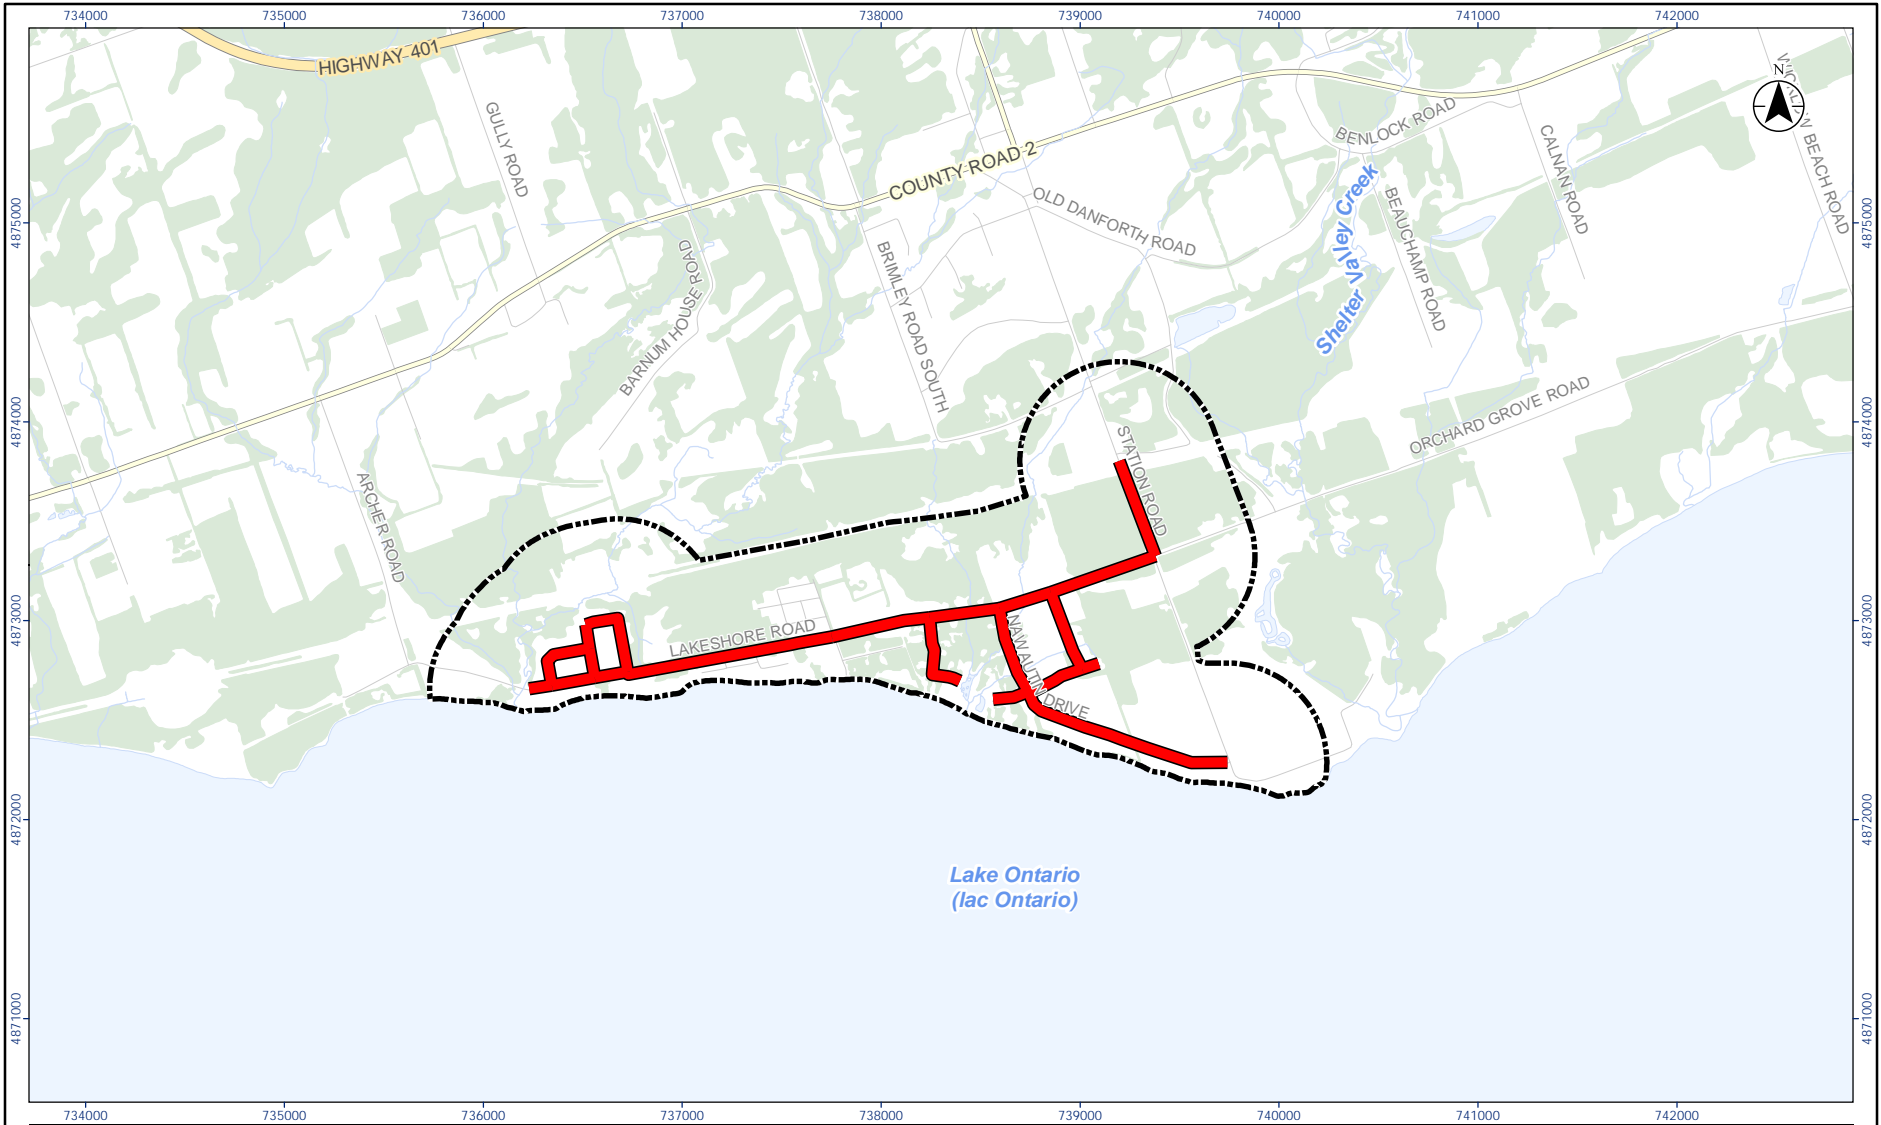 734000 735000 736000 737000 738000 739000 740000 741000 742000
HIGHWAY 401
N
GULLY ROAD
BENLOCK ROAD
CALNAN ROAD
WICKLOW BEACH ROAD
COUNTY ROAD 2
OLD DANFORTH ROAD
Shelter Valley Creek
BEAUCHAMP ROAD
4875000
4875000
BARNUM HOUSE ROAD
BRIMLEY ROAD SOUTH
4874000
4874000
ORCHARD GROVE ROAD
STATION ROAD
ARCHER ROAD
4873000
4873000
LAKESHORE ROAD
NAWAUTIN DRIVE
4872000
4872000
Lake Ontario
(lac Ontario)
4871000
4871000
734000 735000 736000 737000 738000 739000 740000 741000 742000